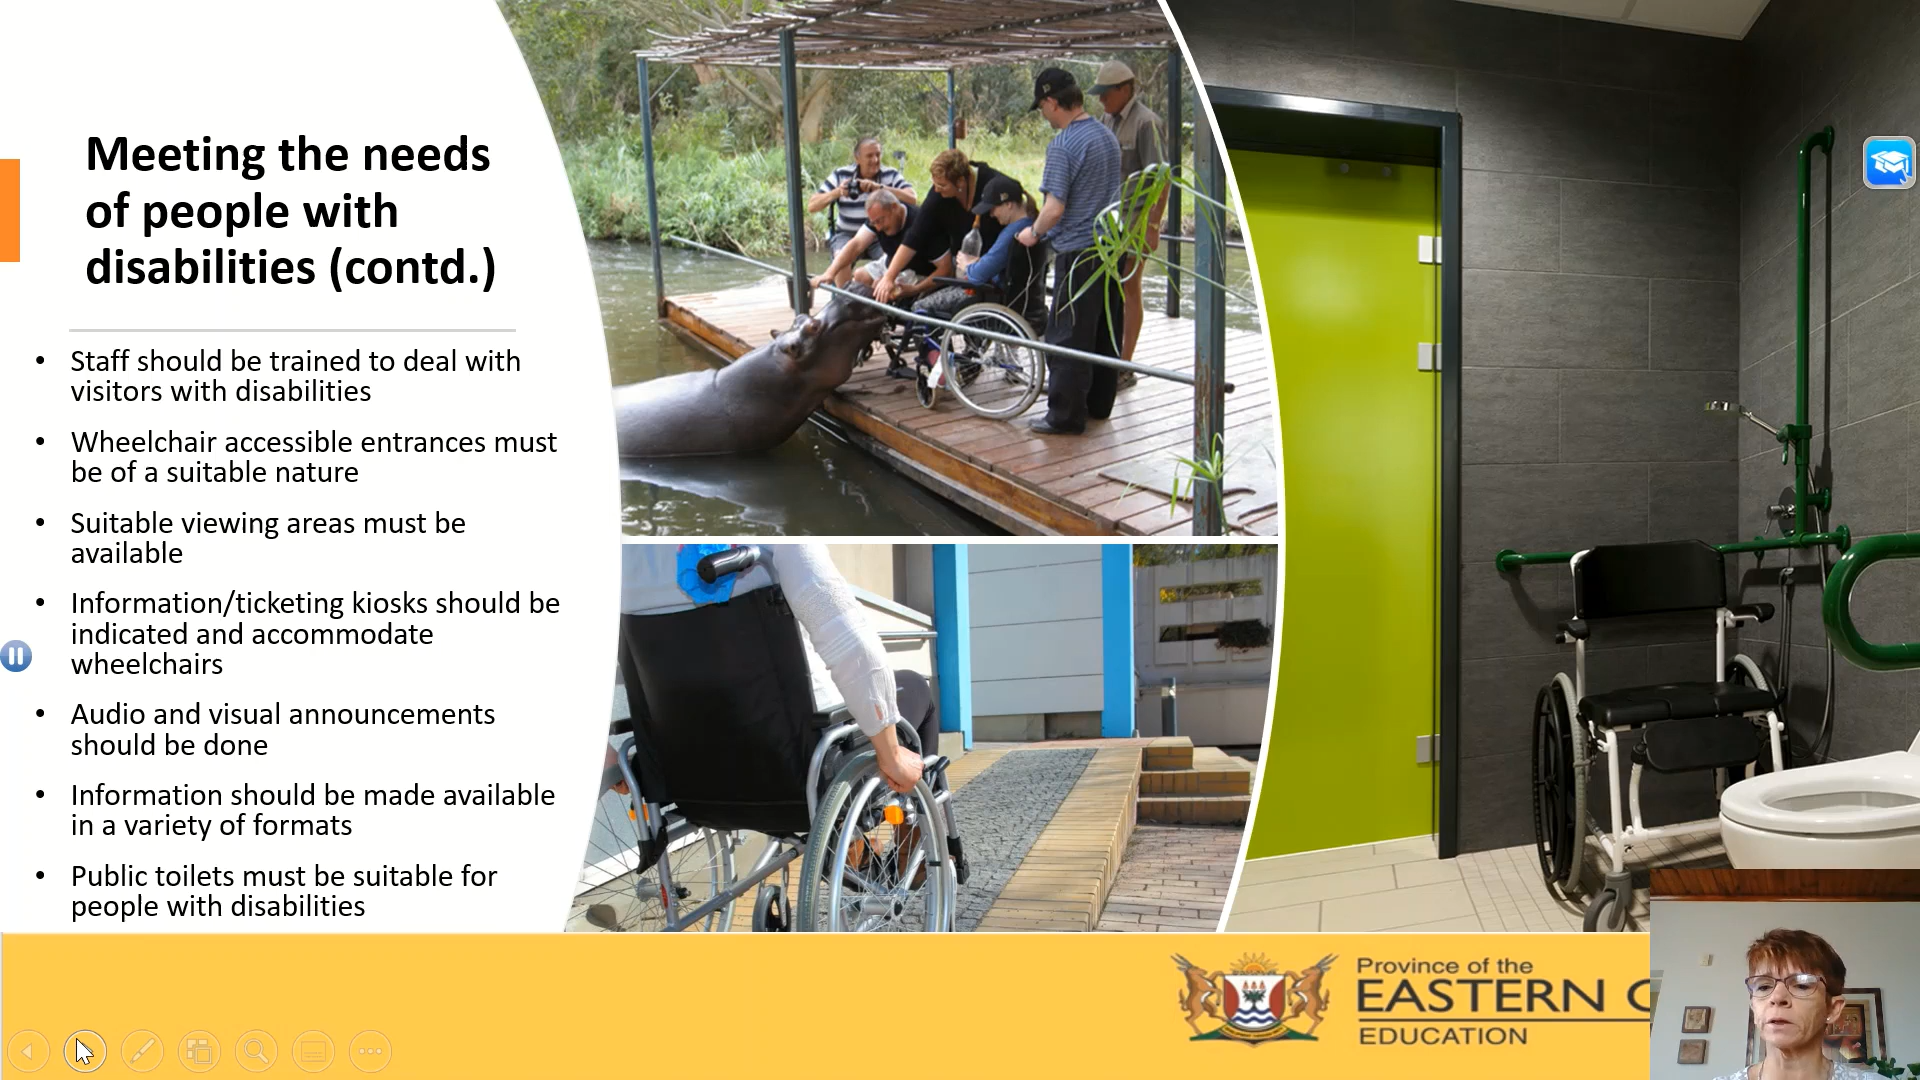 Meeting the needs
of people with
disabilities (contd.)
• Staff should be trained to deal with
visitors with disabilities
• Wheelchair accessible entrances must
be of a suitable nature
• Suitable viewing areas must be
available
• Information/ticketing kiosks should be
indicated and accommodate
wheelchairs
• Audio and visual announcements
should be done
• Information should be made available
in a variety of formats
• Public toilets must be suitable for
people with disabilities
Province of the
EASTERN C
EDUCATION